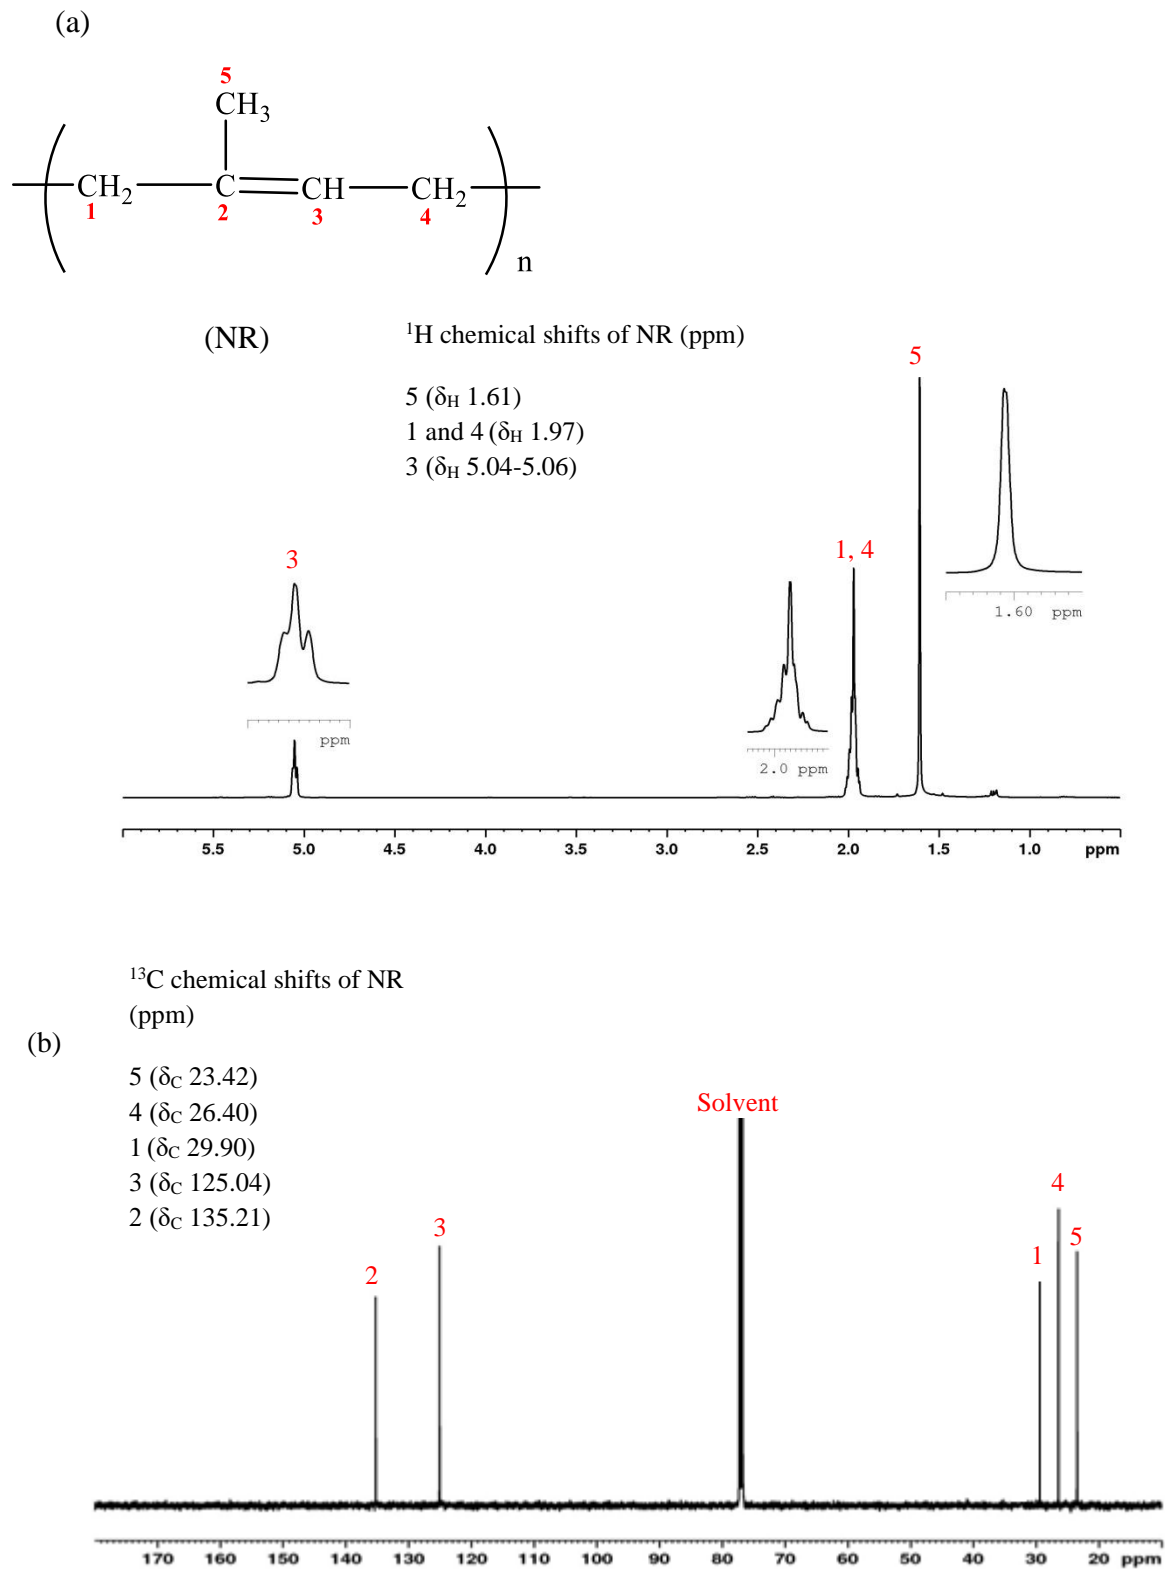 (a)
5
CH₃
CH₂ C CH CH₂
1 2 3 4
n
(NR)
¹H chemical shifts of NR (ppm)
5 (δH 1.61)
1 and 4 (δH 1.97)
3 (δH 5.04-5.06)
5
1, 4
3
1.60 ppm
ppm
2.0 ppm
5.5 5.0 4.5 4.0 3.5 3.0 2.5 2.0 1.5 1.0 ppm
¹³C chemical shifts of NR
(ppm)
(b)
5 (δC 23.42)
4 (δC 26.40)
1 (δC 29.90)
3 (δC 125.04)
2 (δC 135.21)
Solvent
4
3
5
1
2
170 160 150 140 130 120 110 100 90 80 70 60 50 40 30 20 ppm